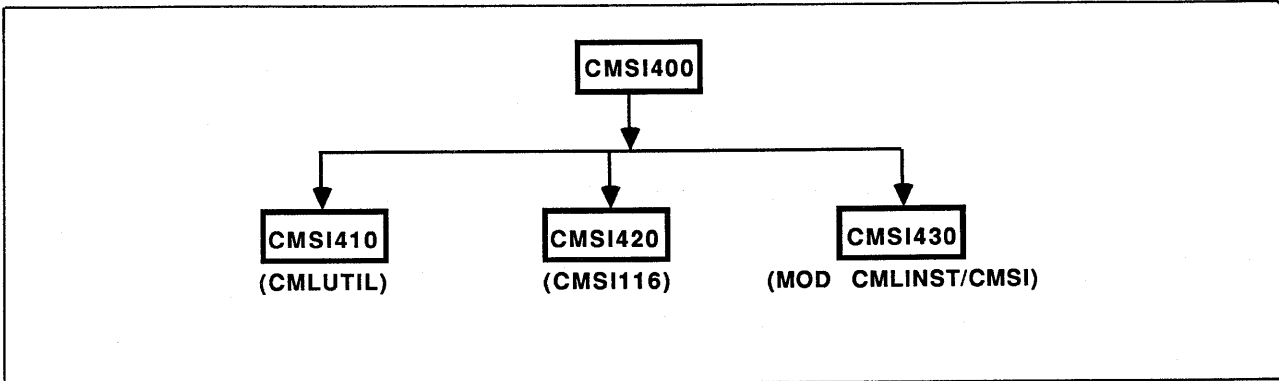 CMSI400
CMSI410 CMSI420 CMSI430
(CMLUTIL) (CMSI116) (MOD CMLINST/CMSI)